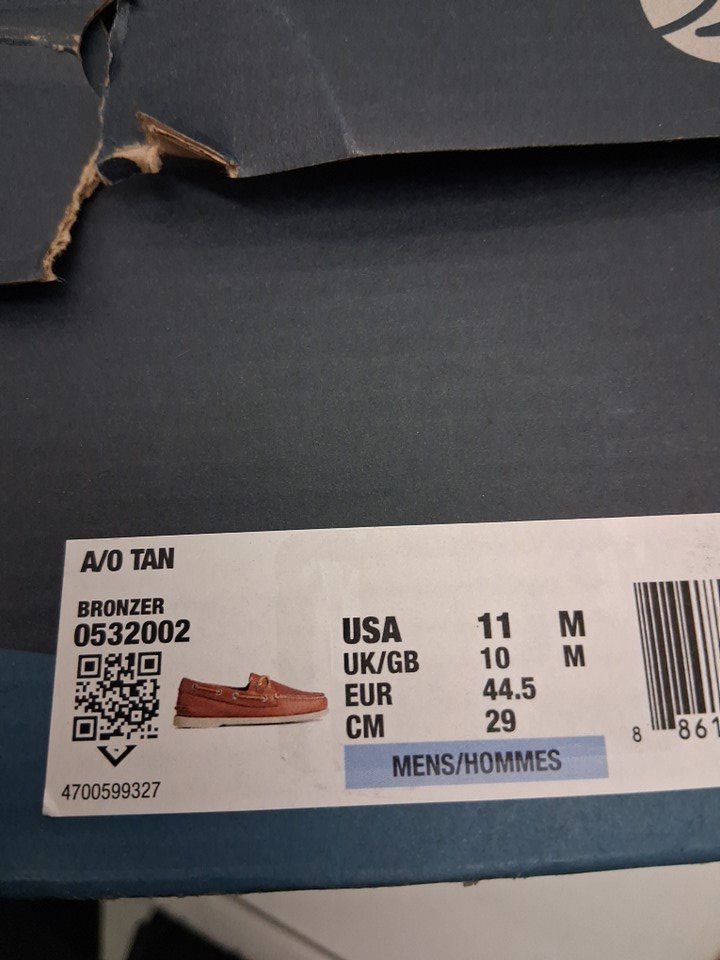 A/O TAN
BRONZER
0532002
USA 11 M
UK/GB 10 M
EUR 44.5
CM 29
MENS/HOMMES
4700599327
8 861